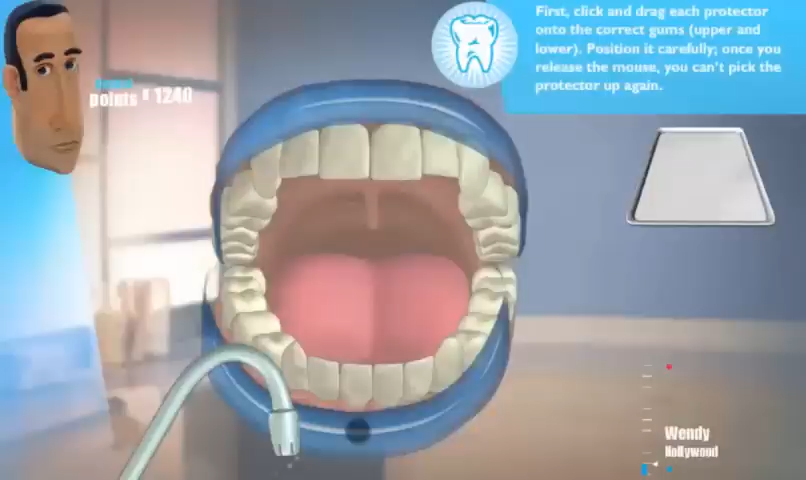 First, click and drag each protector
onto the correct gums (upper and
lower). Position it carefully; once you
release the mouse, you can't pick the
protector up again.
points : 1240
Wendy
Hollywood